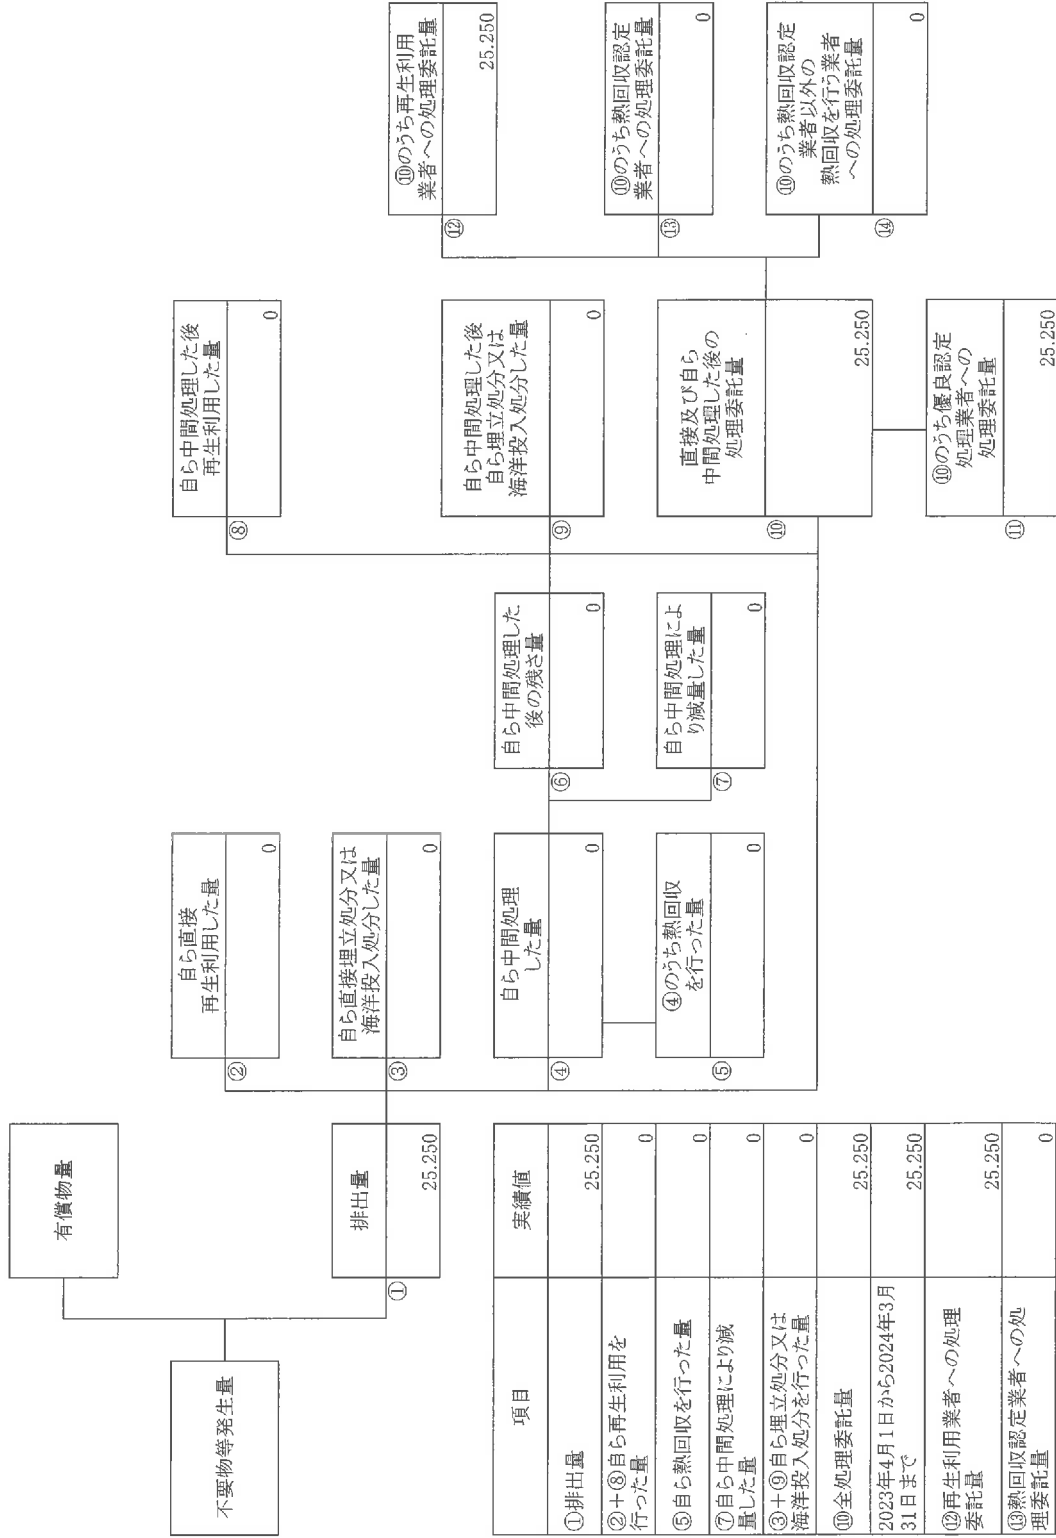 有償物量
不要物等発生量
排出量
①
25.250
自ら直接
再生利用した量
②
0
自ら直接埋立処分又は
海洋投入処分した量
③
0
自ら中間処理
した量
④
0
④のうち熱回収
を行った量
⑤
0
自ら中間処理した
後の残さ量
⑥
0
自ら中間処理によ
り減量した量
⑦
0
自ら中間処理した後
再生利用した量
⑧
0
自ら中間処理した後
自ら埋立処分又は
海洋投入処分した量
⑨
0
直接及び自ら
中間処理した後の
処理委託量
⑩
25.250
⑩のうち優良認定
処理業者への
処理委託量
⑪
25.250
⑩のうち再生利用
業者への処理委託量
⑫
25.250
⑩のうち熱回収認定
業者への処理委託量
⑬
0
⑩のうち熱回収認定
業者以外の
熱回収を行う業者
への処理委託量
⑭
0
項目 実績値
①排出量 25.250
②+⑧自ら再生利用を
行った量 0
⑤自ら熱回収を行った量 0
⑦自ら中間処理により減
量した量 0
③+⑨自ら埋立処分又は
海洋投入処分を行った量 0
⑩全処理委託量 25.250
2023年4月1日から2024年3月
31日まで 25.250
⑫再生利用業者への処理
委託量 25.250
⑬熱回収認定業者への処
理委託量 0